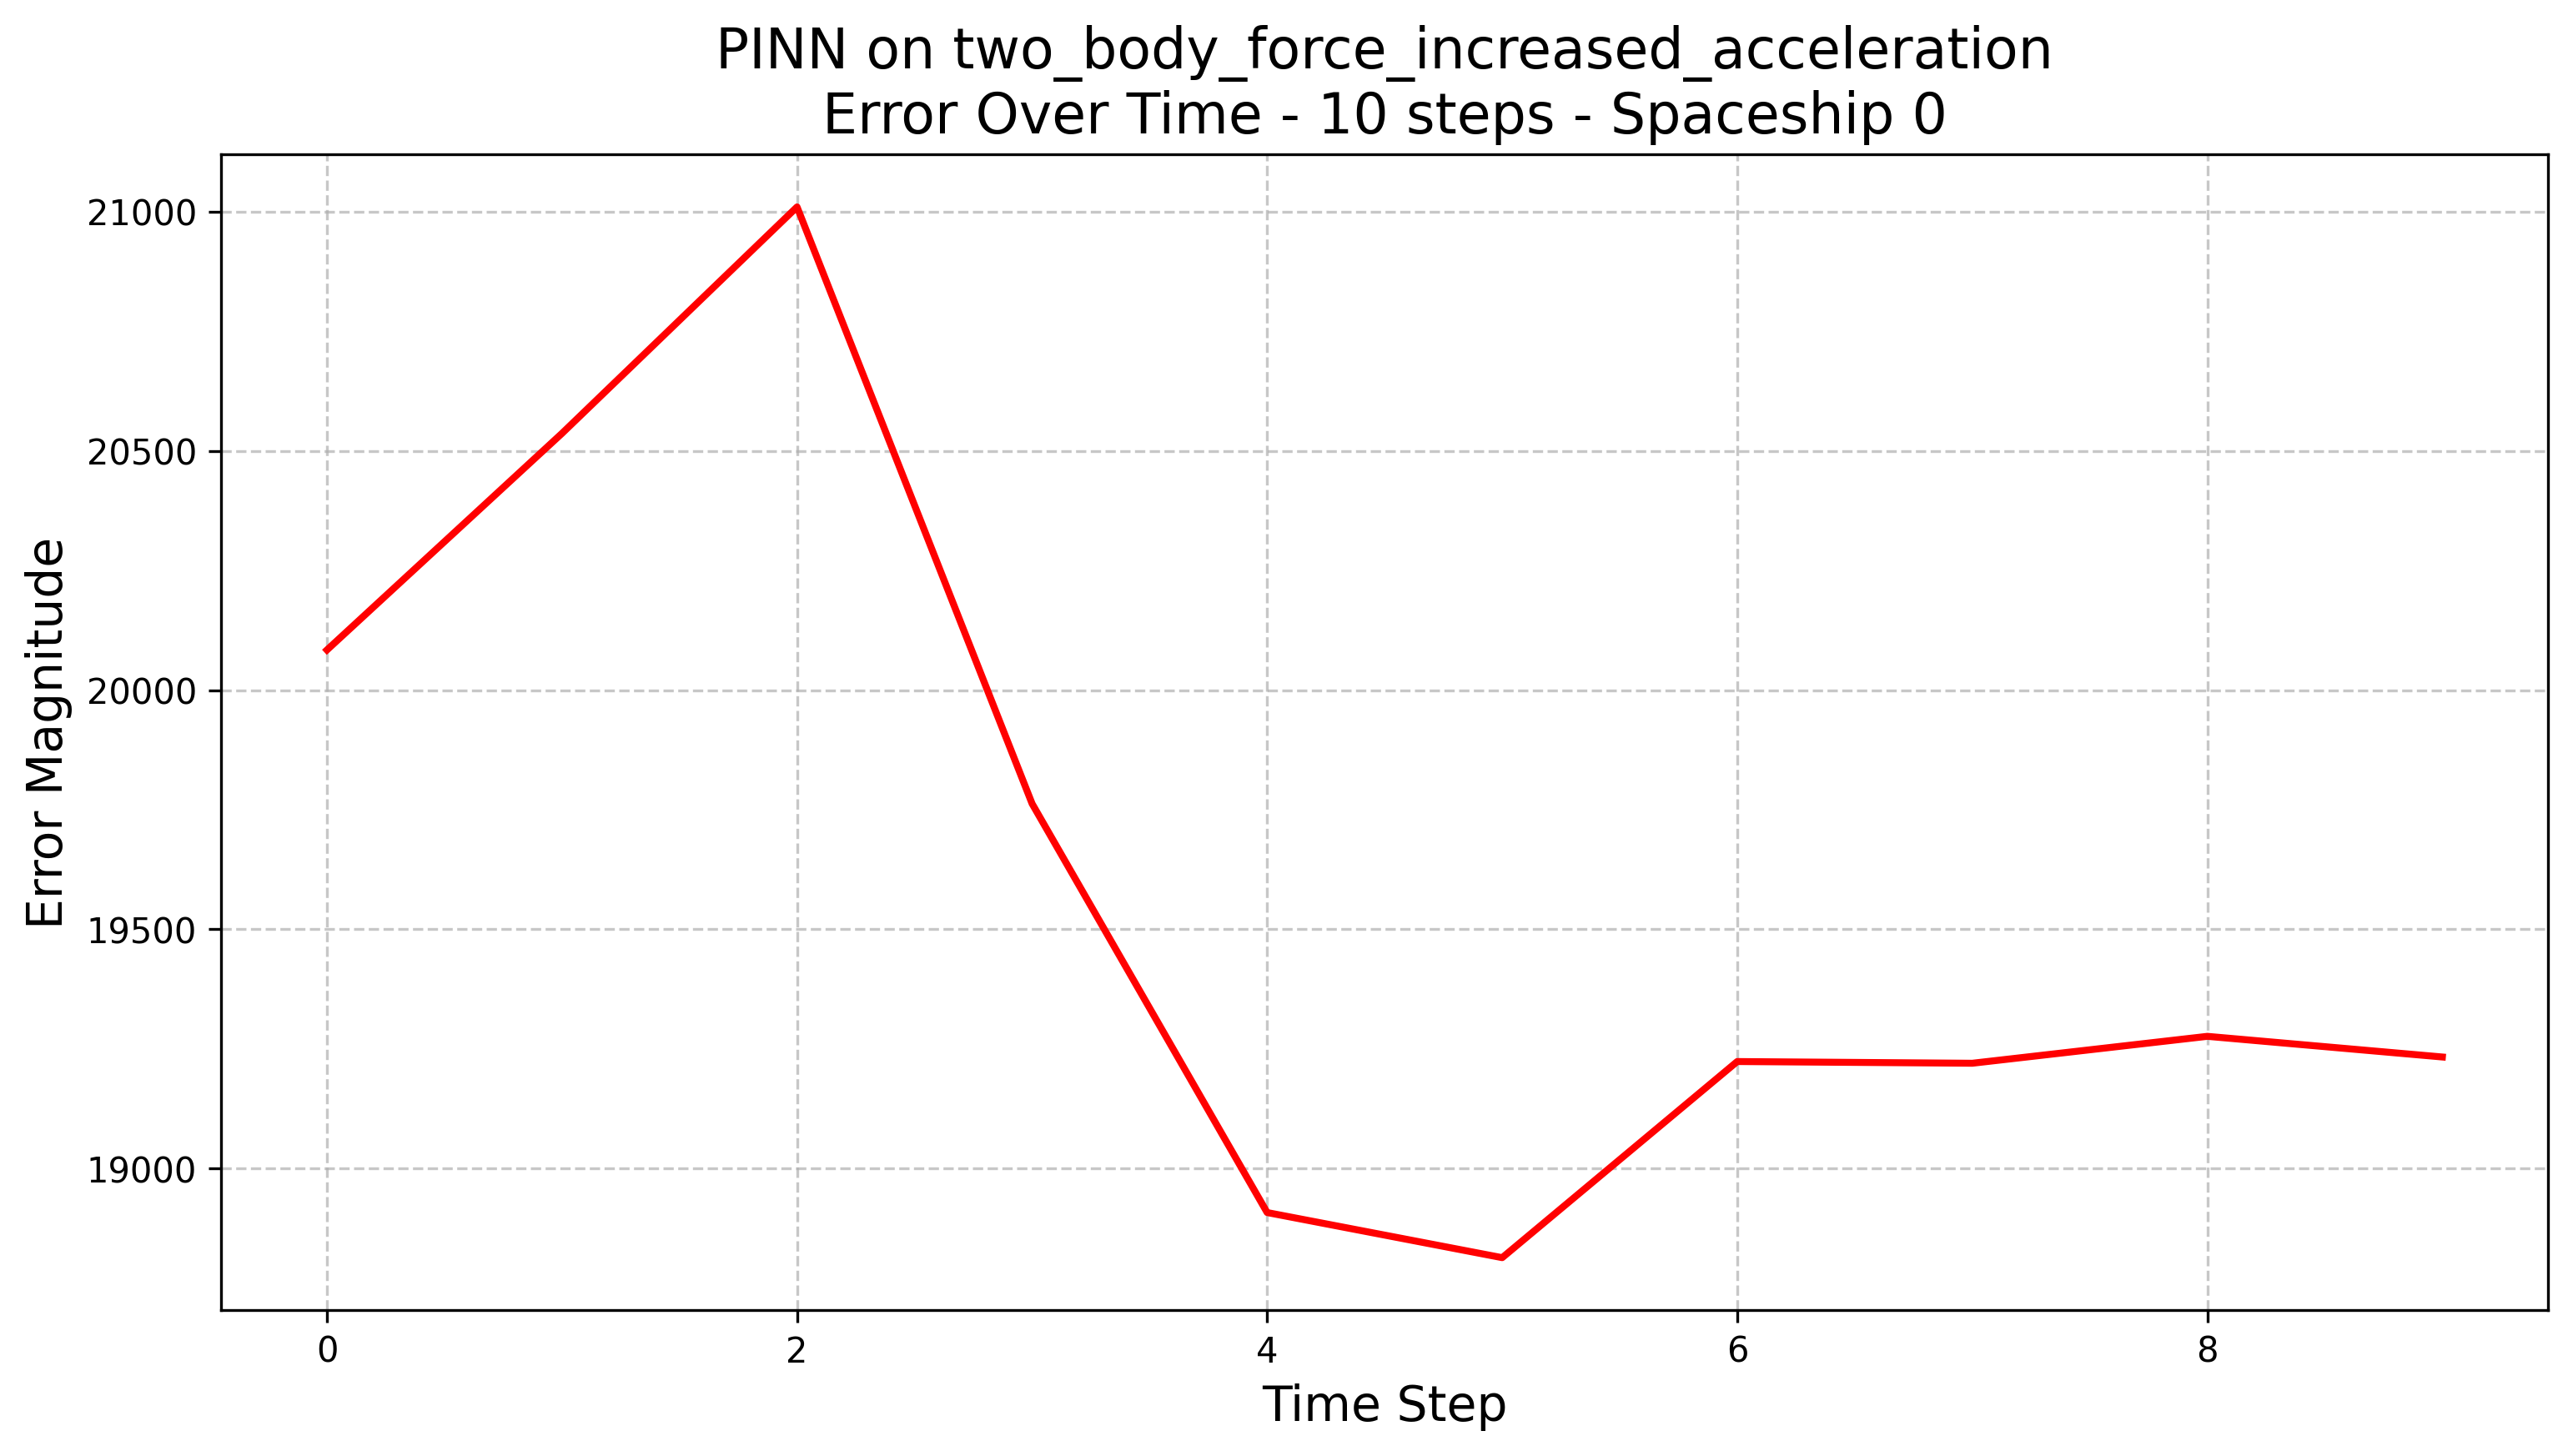 PINN on two_body_force_increased_acceleration
Error Over Time - 10 steps - Spaceship 0
Error Magnitude
21000
20500
20000
19500
19000
0
2
4
6
8
Time Step